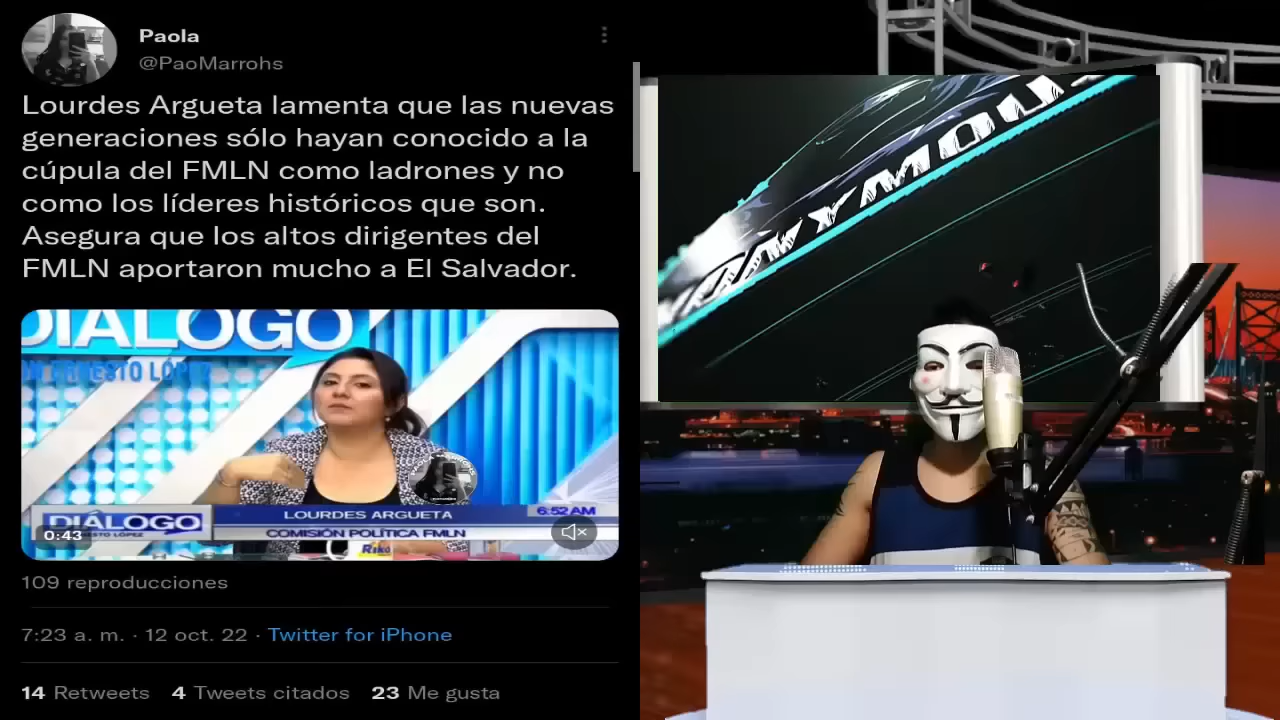 Paola
@PaoMarrohs
Lourdes Argueta lamenta que las nuevas
generaciones sólo hayan conocido a la
cúpula del FMLN como ladrones y no
como los líderes históricos que son.
Asegura que los altos dirigentes del
FMLN aportaron mucho a El Salvador.
DIALOGO
ERNESTO LÓPEZ
DIÁLOGO
LOURDES ARGUETA
6:52 AM
COMISIÓN POLÍTICA FMLN
0:43
109 reproducciones
7:23 a. m. · 12 oct. 22 · Twitter for iPhone
14 Retweets 4 Tweets citados 23 Me gusta